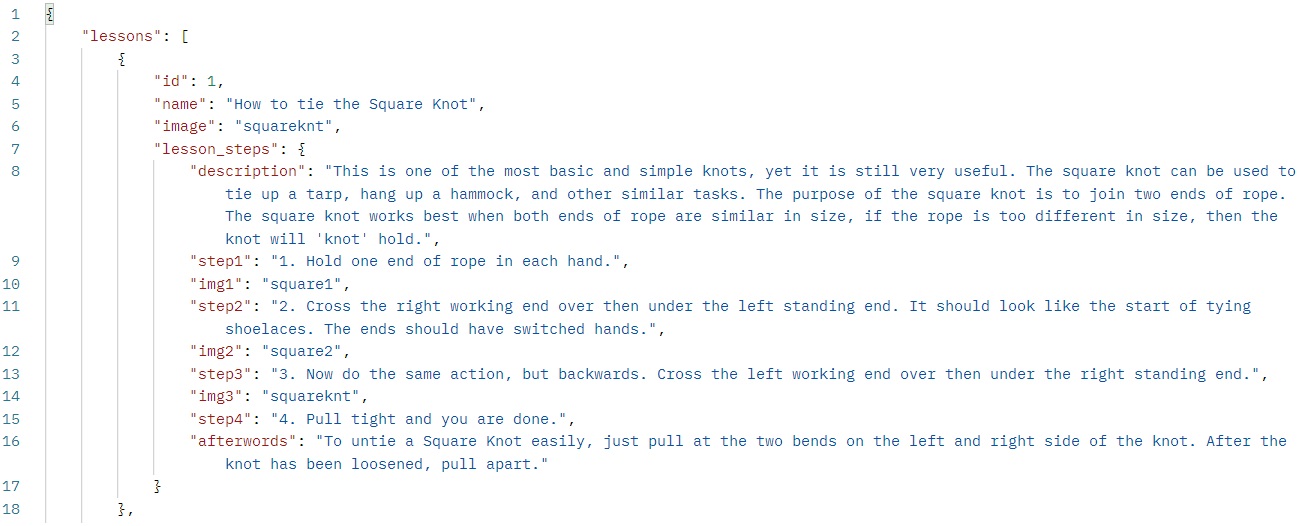 1 {
2 "lessons": [
3 {
4 "id": 1,
5 "name": "How to tie the Square Knot",
6 "image": "squareknt",
7 "lesson_steps": {
8 "description": "This is one of the most basic and simple knots, yet it is still very useful. The square knot can be used to
tie up a tarp, hang up a hammock, and other similar tasks. The purpose of the square knot is to join two ends of rope.
The square knot works best when both ends of rope are similar in size, if the rope is too different in size, then the
knot will 'knot' hold.",
9 "step1": "1. Hold one end of rope in each hand.",
10 "img1": "square1",
11 "step2": "2. Cross the right working end over then under the left standing end. It should look like the start of tying
shoelaces. The ends should have switched hands.",
12 "img2": "square2",
13 "step3": "3. Now do the same action, but backwards. Cross the left working end over then under the right standing end.",
14 "img3": "squareknt",
15 "step4": "4. Pull tight and you are done.",
16 "afterwords": "To untie a Square Knot easily, just pull at the two bends on the left and right side of the knot. After the
knot has been loosened, pull apart."
17 }
18 },